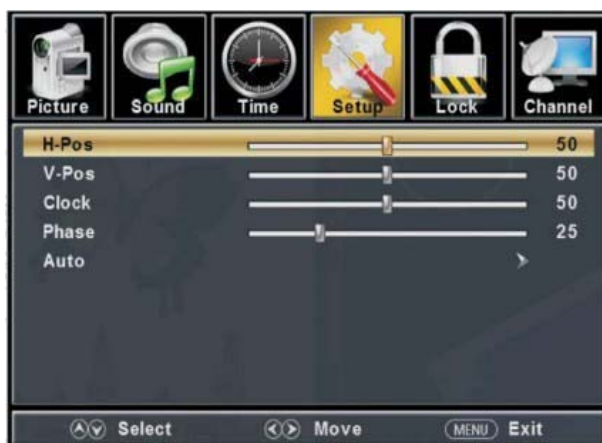 Picture Sound Time Setup Lock Channel
H-Pos 50
V-Pos 50
Clock 50
Phase 25
Auto
Select Move MENU Exit